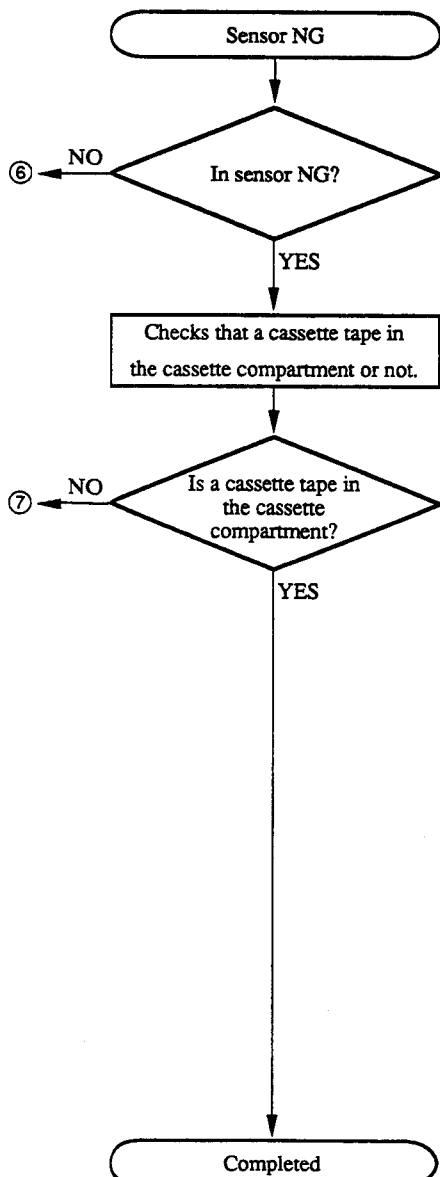 Sensor NG
NO
⑥
In sensor NG?
YES
Checks that a cassette tape in
the cassette compartment or not.
NO
⑦
Is a cassette tape in
the cassette
compartment?
YES
Completed